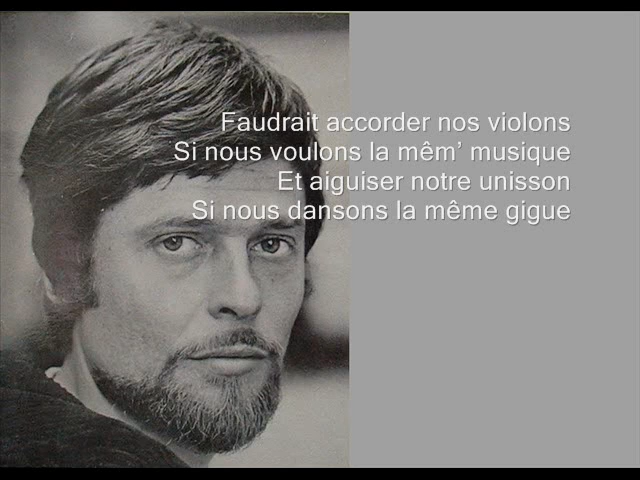 Faudrait accorder nos violons
Si nous voulons la mêm’ musique
Et aiguiser notre unisson
Si nous dansons la même gigue